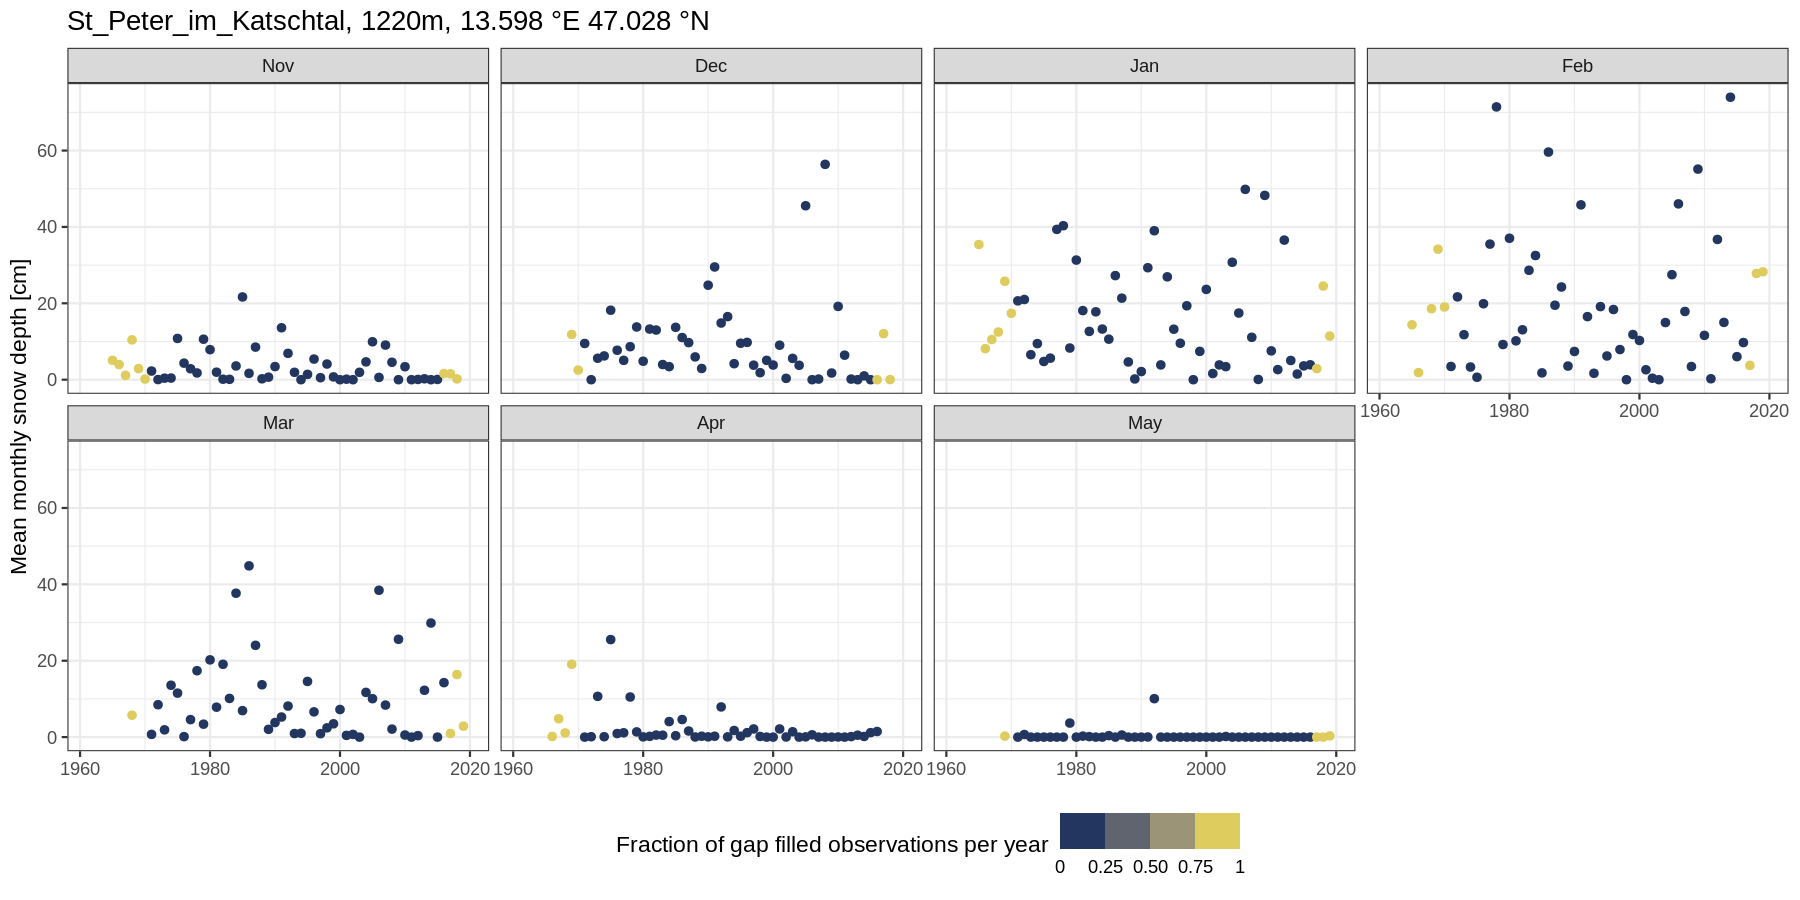 St_Peter_im_Katschtal, 1220m, 13.598 °E 47.028 °N
Nov Dec Jan Feb
60
40
20
0
1960 1980 2000 2020
Mean monthly snow depth [cm]
Mar Apr May
60
40
20
0
1960 1980 2000 2020 1960 1980 2000 2020 1960 1980 2000 2020
Fraction of gap filled observations per year
0 0.25 0.50 0.75 1